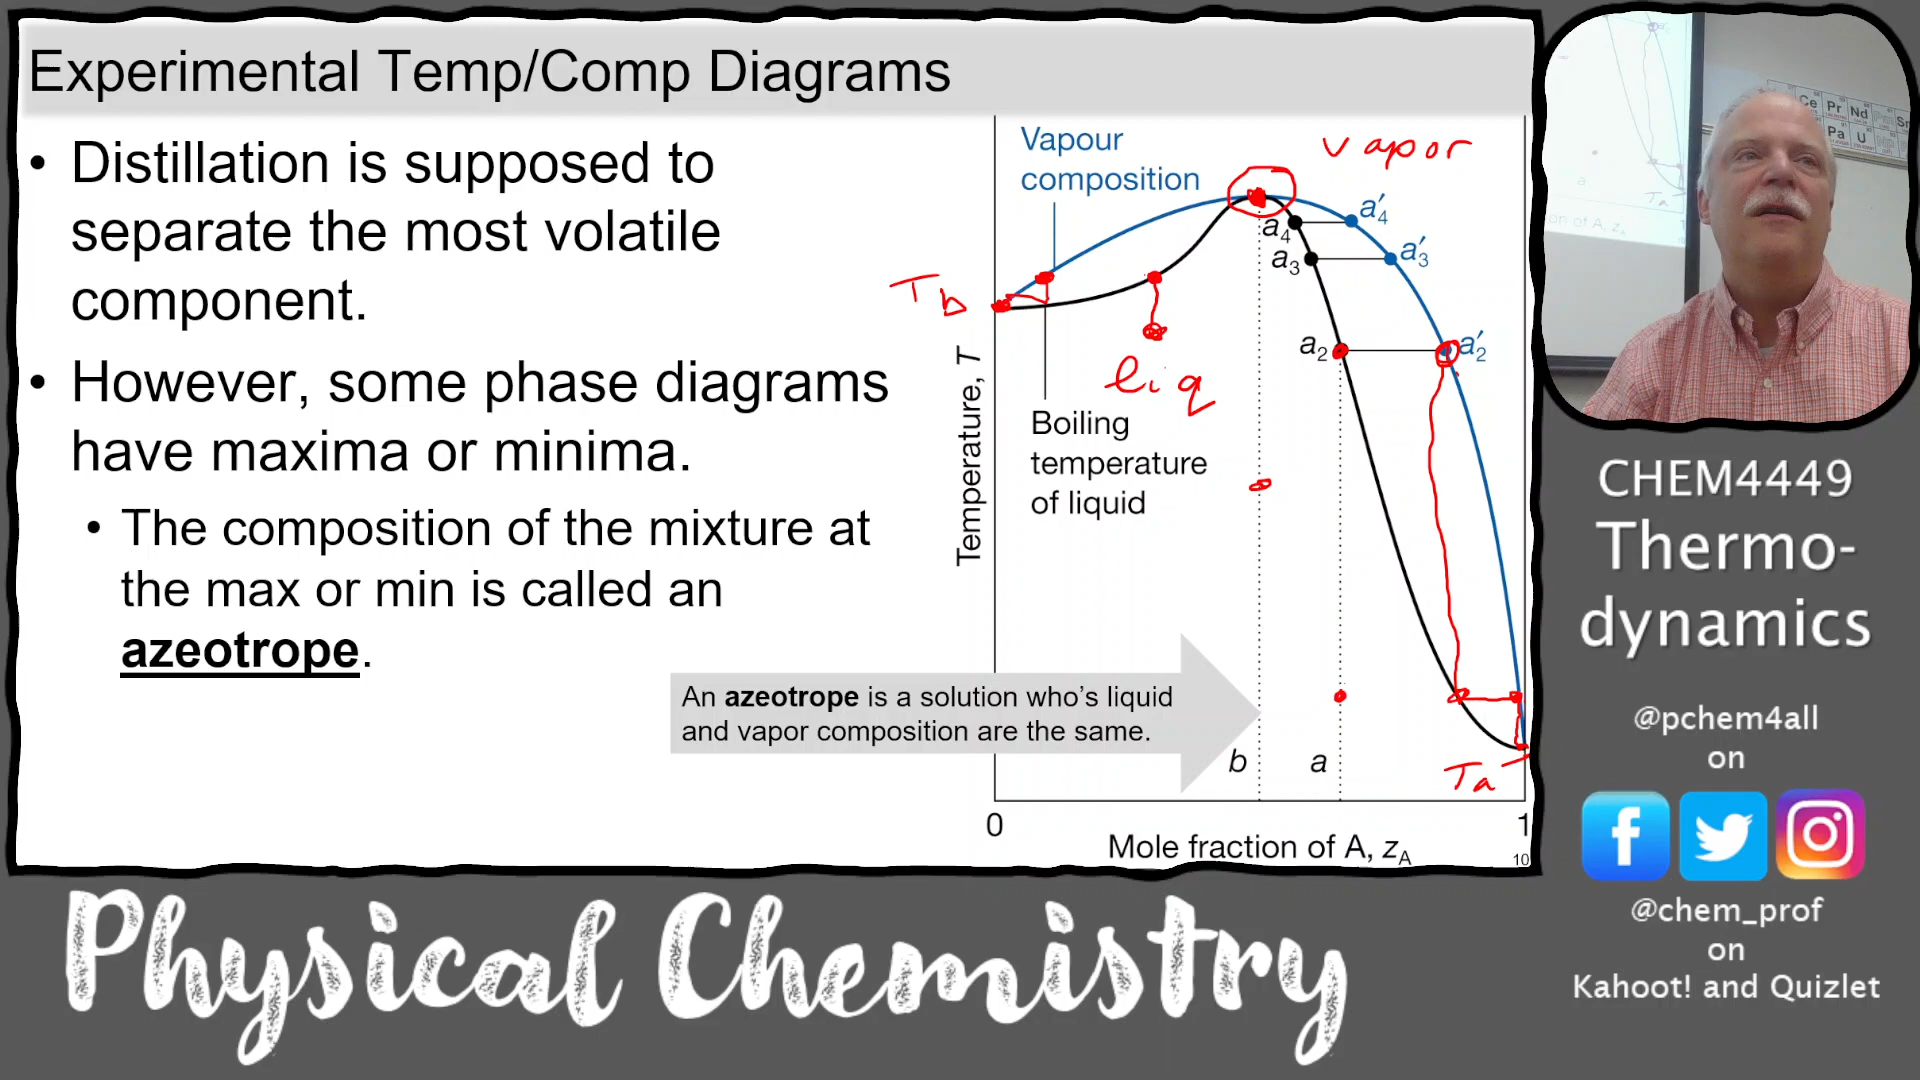 Experimental Temp/Comp Diagrams
• Distillation is supposed to
separate the most volatile
component.
• However, some phase diagrams
have maxima or minima.
• The composition of the mixture at
the max or min is called an
azeotrope.
An azeotrope is a solution who's liquid
and vapor composition are the same.
Vapour
composition
vapor
a4
a′4
a3
a′3
Tb
a2
a′2
liq
Boiling
temperature
of liquid
Temperature, T
b
a
Ta
0
1
Mole fraction of A, zA
10
Ce Pr Nd
Pa U
CHEM4449
Thermo-
dynamics
@pchem4all
on
f
@chem_prof
on
Kahoot! and Quizlet
Physical Chemistry